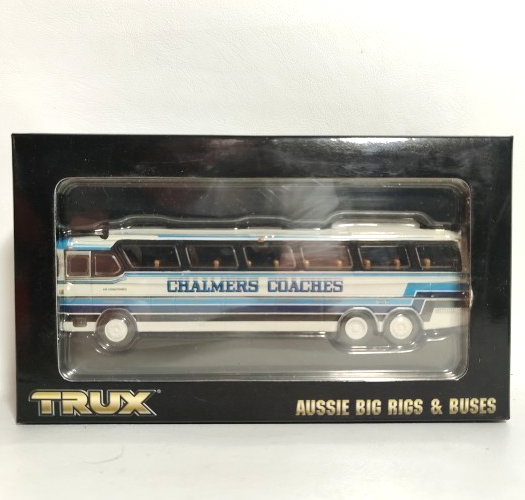 CHALMERS COACHES
TRUX
AUSSIE BIG RIGS & BUSES